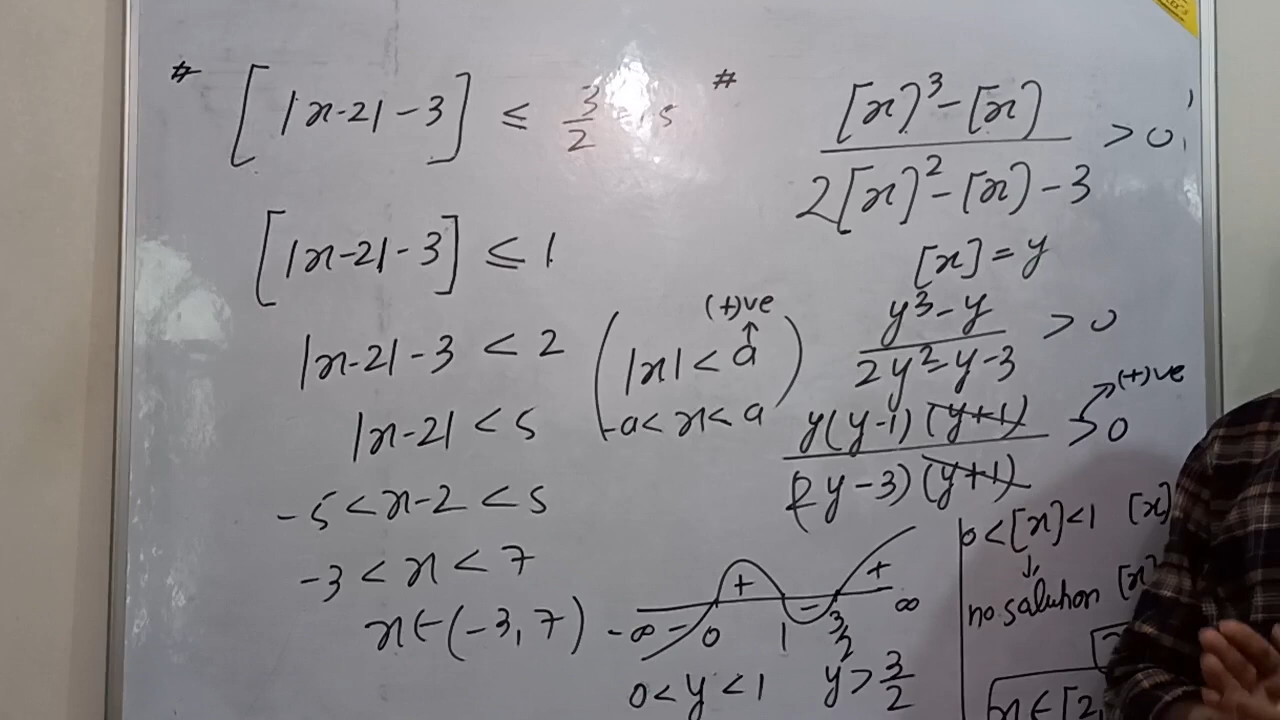 # [|x-2|-3] ≤ 3/2 = 1.5
[|x-2|-3] ≤ 1
|x-2|-3 < 2
(|x| < a → (+)ve
-a < x < a)
|x-2| < 5
-5 < x-2 < 5
-3 < x < 7
x ∈ (-3, 7)
# [x]³-[x] / 2[x]²-[x]-3 > 0
[x] = y
y³-y / 2y²-y-3 > 0
y(y-1)(y+1) / (2y-3)(y+1) > 0 → (+)ve
-∞ - 0 + 1 - 3/2 + ∞
0 < y < 1 y > 3/2
0 < [x] < 1 [x]
no solution [x]
x ∈ [2,